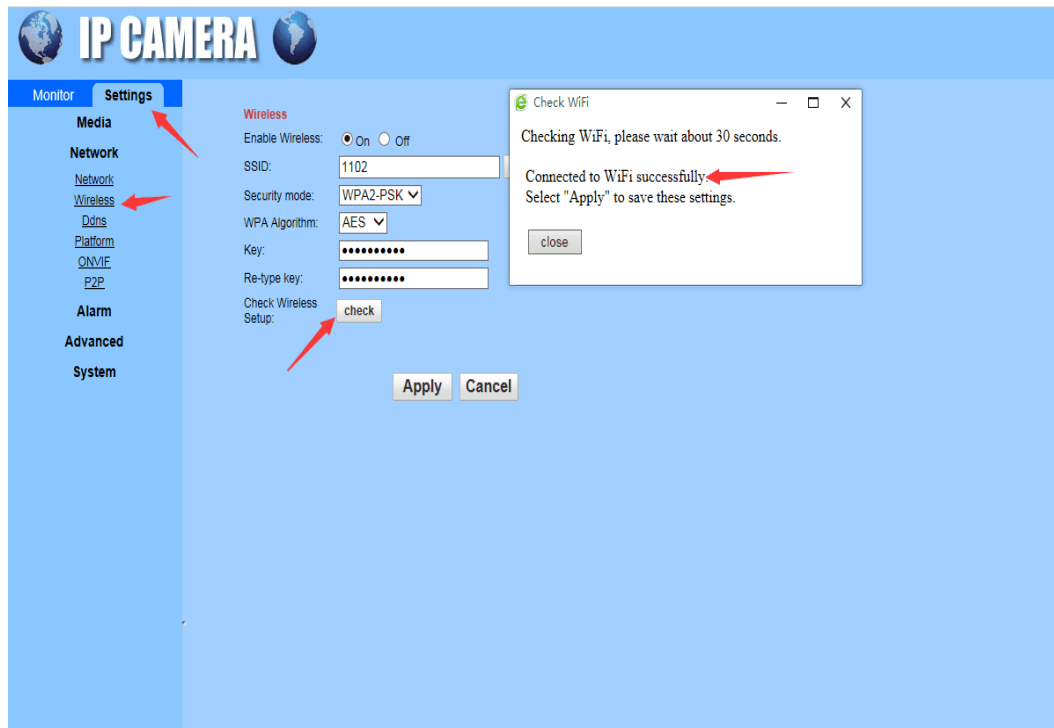 IP CAMERA
Monitor
Settings
Media
Network
Network
Wireless
Ddns
Platform
ONVIF
P2P
Alarm
Advanced
System
Wireless
Enable Wireless: On Off
SSID: 1102
Security mode: WPA2-PSK
WPA Algorithm: AES
Key: ••••••••••
Re-type key: ••••••••••
Check Wireless
Setup: check
Apply Cancel
Check WiFi
Checking WiFi, please wait about 30 seconds.
Connected to WiFi successfully.
Select "Apply" to save these settings.
close